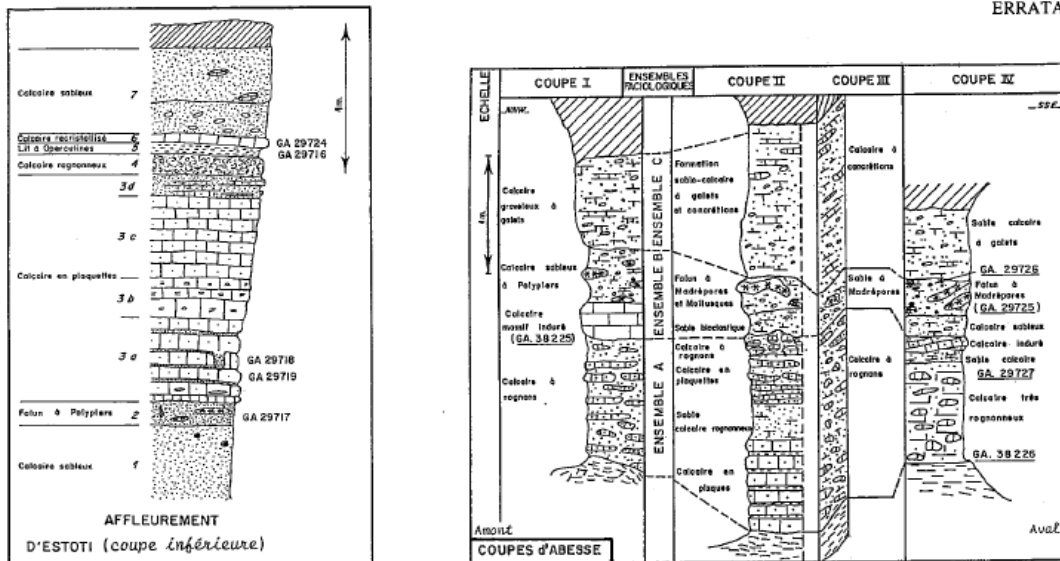 ERRATA
Calcaire sableux 7
Calcaire recristallisé 6
Lit à Operculines 5
Calcaire rognonneux 4
3d
3c
Calcaire en plaquettes
3b
3a
Falun à Polypiers 2
Calcaire sableux 1
4m.
GA 29724
GA 29716
GA 29718
GA 29719
GA 29717
AFFLEUREMENT
D'ESTOTI (coupe inférieure)
ECHELLE
COUPE I
ENSEMBLES
FACIOLOGIQUES
COUPE II
COUPE III
COUPE IV
NNW
SSE
4m.
Calcaire
graveleux à
galets
Calcaire sableux
à Polypiers
Calcaire
massif induré
(GA. 38225)
Calcaire à
rognons
ENSEMBLE C
ENSEMBLE B
ENSEMBLE A
Formation
sablo-calcaire
à galets
et concrétions
Falun à
Madrépores
et Mollusques
Sable bioclastique
Calcaire à
rognons
Calcaire en
plaquettes
Sable
calcaire rognonneux
Calcaire en
plaques
Calcaire à
concrétions
Sable à
Madrépores
Calcaire à
rognons
Sable calcaire
à galets
GA. 29726
Falun à
Madrépores
(GA. 29725)
Calcaire sableux
Calcaire induré
Sable calcaire
GA. 29727
Calcaire très
rognonneux
GA. 38226
Amont
Aval
COUPES d'ABESSE